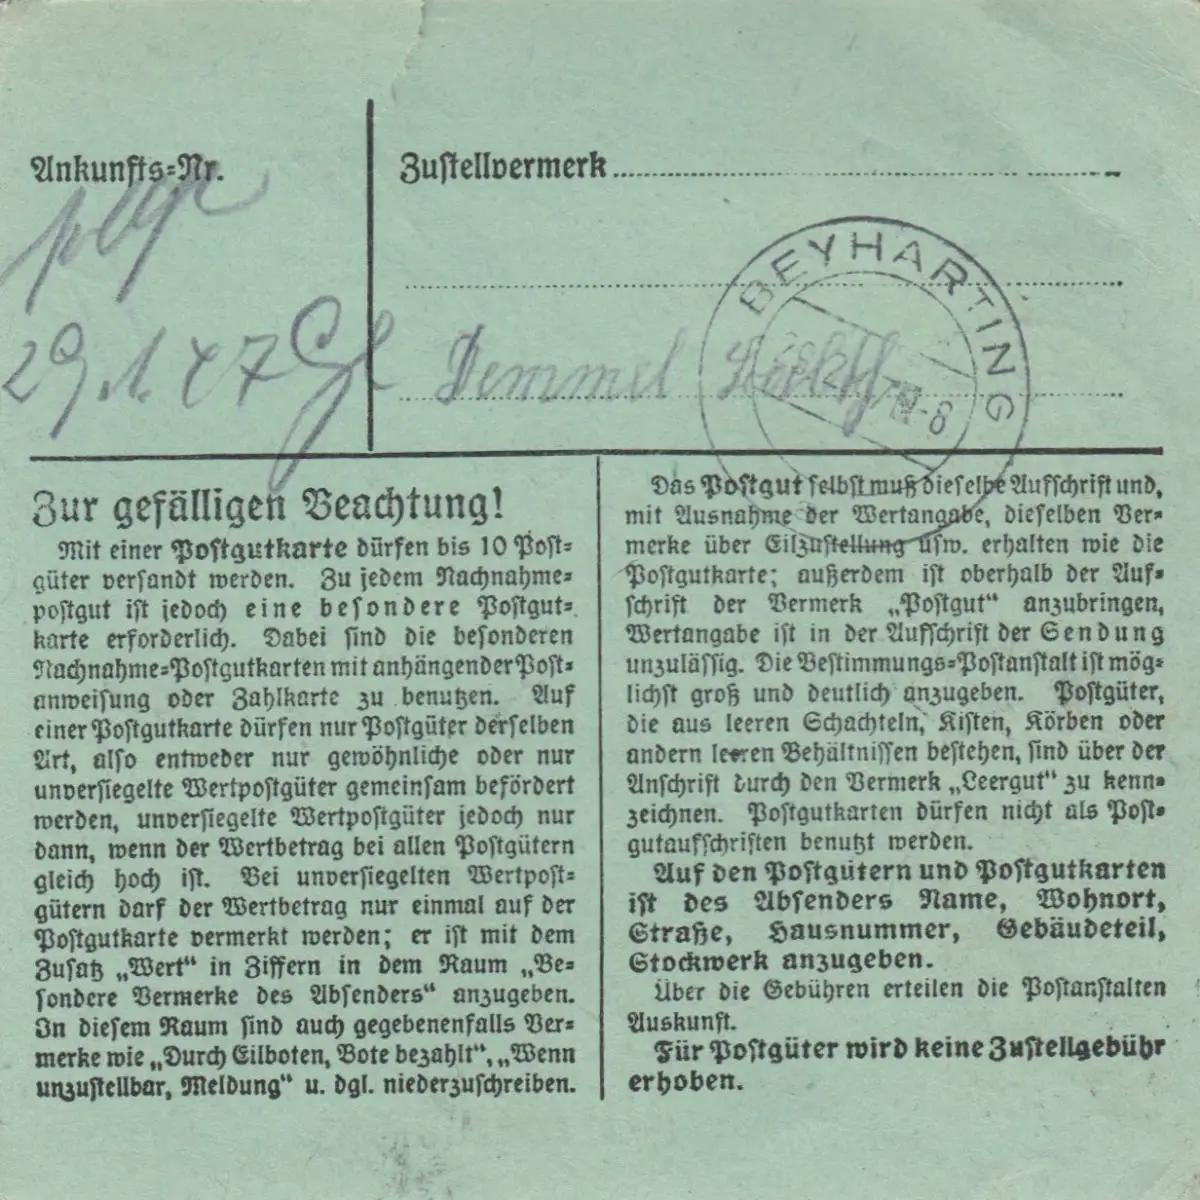 Ankunfts=Nr.
29.1.47
Zustellvermerk
Demmel
BEYHARTING
-8
Zur gefälligen Beachtung!
Mit einer Postgutkarte dürfen bis 10 Post=
güter versandt werden. Zu jedem Nachnahme=
postgut ist jedoch eine besondere Postgut=
karte erforderlich. Dabei sind die besonderen
Nachnahme=Postgutkarten mit anhängender Post=
anweisung oder Zahlkarte zu benutzen. Auf
einer Postgutkarte dürfen nur Postgüter derselben
Art, also entweder nur gewöhnliche oder nur
unversiegelte Wertpostgüter gemeinsam befördert
werden, unversiegelte Wertpostgüter jedoch nur
dann, wenn der Wertbetrag bei allen Postgütern
gleich hoch ist. Bei unversiegelten Wertpost=
gütern darf der Wertbetrag nur einmal auf der
Postgutkarte vermerkt werden; er ist mit dem
Zusatz „Wert“ in Ziffern in dem Raum „Be=
sondere Vermerke des Absenders“ anzugeben.
In diesem Raum sind auch gegebenenfalls Ver=
merke wie „Durch Eilboten, Bote bezahlt“, „Wenn
unzustellbar, Meldung“ u. dgl. niederzuschreiben.
Das Postgut selbst muß dieselbe Aufschrift und,
mit Ausnahme der Wertangabe, dieselben Ver=
merke über Eilzustellung usw. erhalten wie die
Postgutkarte; außerdem ist oberhalb der Auf=
schrift der Vermerk „Postgut“ anzubringen,
Wertangabe ist in der Aufschrift der Sendung
unzulässig. Die Bestimmungs=Postanstalt ist mög=
lichst groß und deutlich anzugeben. Postgüter,
die aus leeren Schachteln, Kisten, Körben oder
andern leeren Behältnissen bestehen, sind über der
Anschrift durch den Vermerk „Leergut“ zu kenn=
zeichnen. Postgutkarten dürfen nicht als Post=
gutaufschriften benutzt werden.
Auf den Postgütern und Postgutkarten
ist des Absenders Name, Wohnort,
Straße, Hausnummer, Gebäudeteil,
Stockwerk anzugeben.
Über die Gebühren erteilen die Postanstalten
Auskunft.
Für Postgüter wird keine Zustellgebühr
erhoben.